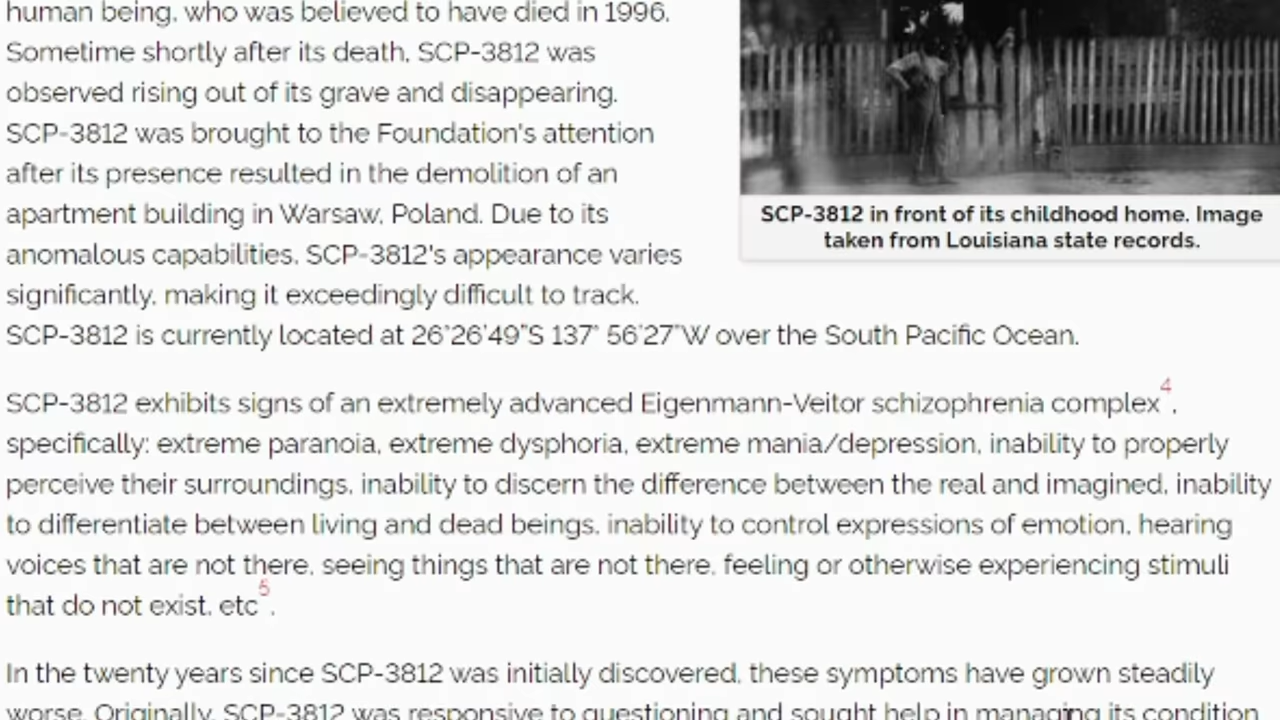 human being, who was believed to have died in 1996.
Sometime shortly after its death, SCP-3812 was
observed rising out of its grave and disappearing.
SCP-3812 was brought to the Foundation's attention
after its presence resulted in the demolition of an
apartment building in Warsaw, Poland. Due to its
anomalous capabilities, SCP-3812's appearance varies
significantly, making it exceedingly difficult to track.
SCP-3812 is currently located at 26°26'49"S 137° 56'27"W over the South Pacific Ocean.
SCP-3812 in front of its childhood home. Image
taken from Louisiana state records.
SCP-3812 exhibits signs of an extremely advanced Eigenmann-Veitor schizophrenia complex4,
specifically: extreme paranoia, extreme dysphoria, extreme mania/depression, inability to properly
perceive their surroundings, inability to discern the difference between the real and imagined, inability
to differentiate between living and dead beings, inability to control expressions of emotion, hearing
voices that are not there, seeing things that are not there, feeling or otherwise experiencing stimuli
that do not exist, etc5.
In the twenty years since SCP-3812 was initially discovered, these symptoms have grown steadily
worse. Originally, SCP-3812 was responsive to questioning and sought help in managing its condition